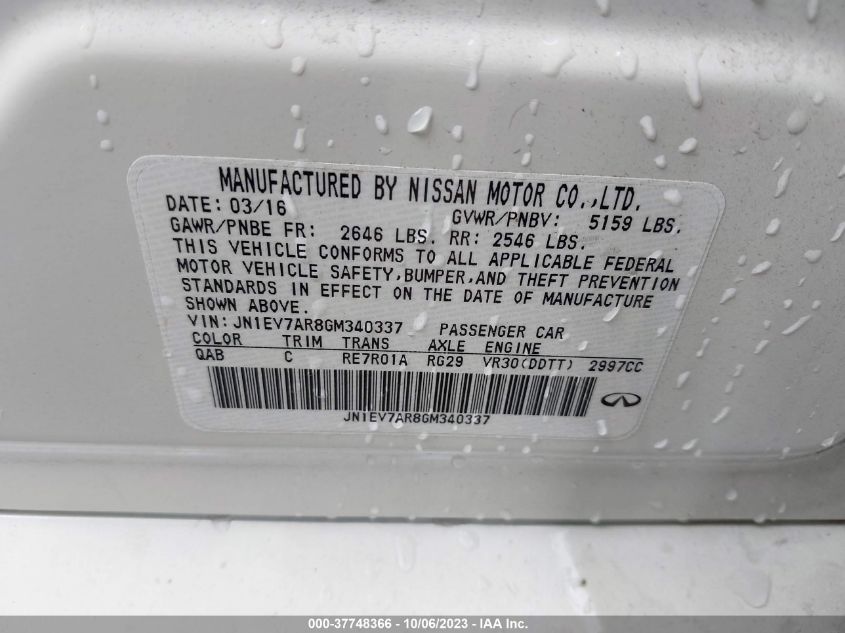 MANUFACTURED BY NISSAN MOTOR CO.,LTD.
DATE: 03/16 GVWR/PNBV: 5159 LBS.
GAWR/PNBE FR: 2646 LBS. RR: 2546 LBS.
THIS VEHICLE CONFORMS TO ALL APPLICABLE FEDERAL
MOTOR VEHICLE SAFETY,BUMPER,AND THEFT PREVENTION
STANDARDS IN EFFECT ON THE DATE OF MANUFACTURE
SHOWN ABOVE.
VIN: JN1EV7AR8GM340337 PASSENGER CAR
COLOR TRIM TRANS AXLE ENGINE
QAB C RE7R01A RG29 VR30(DDTT) 2997CC
JN1EV7AR8GM340337
000-37748366 - 10/06/2023 - IAA Inc.